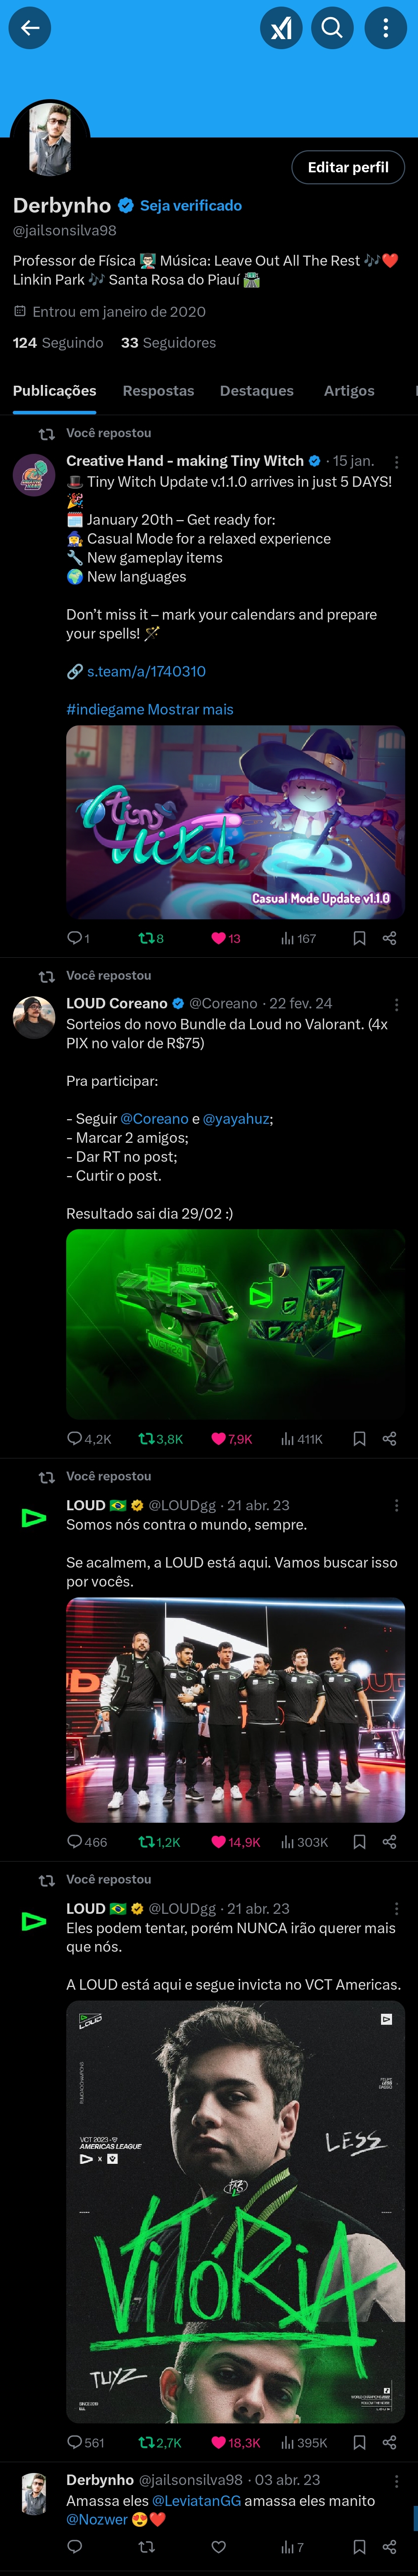 Editar perfil
Derbynho Seja verificado
@jailsonsilva98
Professor de Física 👨🏻‍🏫 Música: Leave Out All The Rest 🎶❤️
Linkin Park 🎶 Santa Rosa do Piauí 🛣️
Entrou em janeiro de 2020
124 Seguindo 33 Seguidores
Publicações Respostas Destaques Artigos
Você repostou
Creative Hand - making Tiny Witch · 15 jan.
🎩 Tiny Witch Update v.1.1.0 arrives in just 5 DAYS!
🎉
🗓️ January 20th – Get ready for:
🧙‍♀️ Casual Mode for a relaxed experience
🔧 New gameplay items
🌍 New languages
Don't miss it – mark your calendars and prepare
your spells! 🪄
🔗 s.team/a/1740310
#indiegame Mostrar mais
tiny
Witch
Casual Mode Update v1.1.0
1 8 13 167
Você repostou
LOUD Coreano @Coreano · 22 fev. 24
Sorteios do novo Bundle da Loud no Valorant. (4x
PIX no valor de R$75)
Pra participar:
- Seguir @Coreano e @yayahuz;
- Marcar 2 amigos;
- Dar RT no post;
- Curtir o post.
Resultado sai dia 29/02 :)
4,2K 3,8K 7,9K 411K
Você repostou
LOUD 🇧🇷 @LOUDgg · 21 abr. 23
Somos nós contra o mundo, sempre.
Se acalmem, a LOUD está aqui. Vamos buscar isso
por vocês.
466 1,2K 14,9K 303K
Você repostou
LOUD 🇧🇷 @LOUDgg · 21 abr. 23
Eles podem tentar, porém NUNCA irão querer mais
que nós.
A LOUD está aqui e segue invicta no VCT Americas.
LOUD
VCT 2023
AMERICAS LEAGUE
LESS
FAZ
O
L
VITÓRIA
TUYZ
561 2,7K 18,3K 395K
Derbynho @jailsonsilva98 · 03 abr. 23
Amassa eles @LeviatanGG amassa eles manito
@Nozwer 😍❤️
7